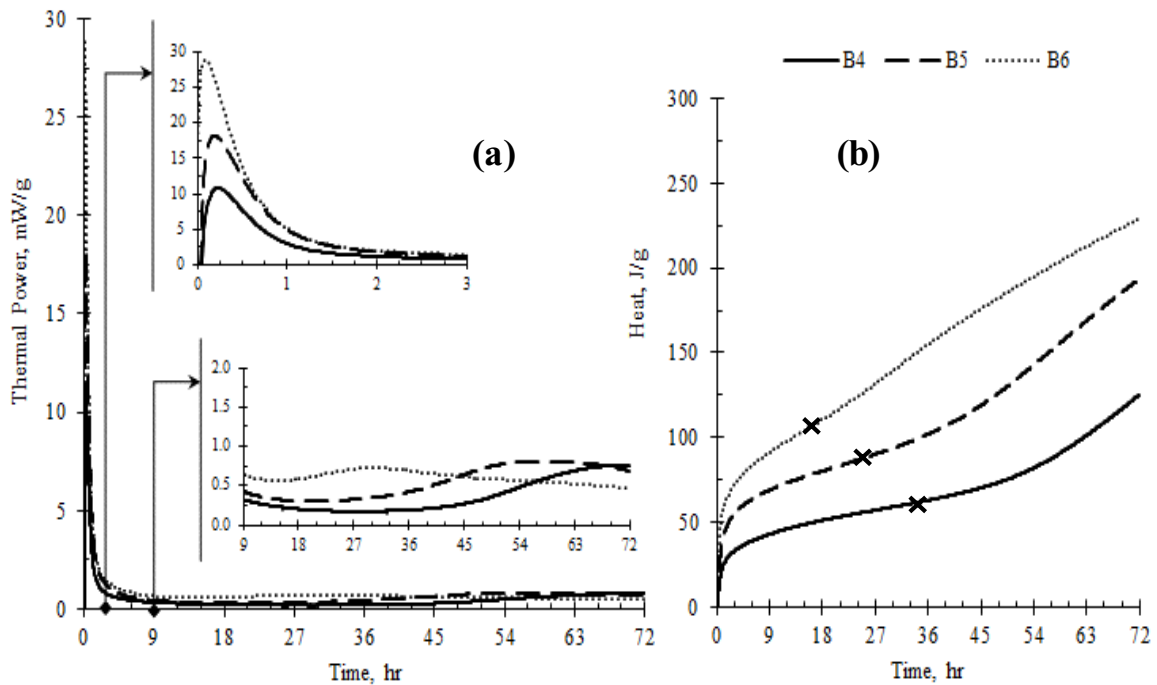 (a)
Thermal Power, mW/g
30
25
20
15
10
5
0
0 9 18 27 36 45 54 63 72
Time, hr
30
25
20
15
10
5
0
0 1 2 3
2.0
1.5
1.0
0.5
0.0
9 18 27 36 45 54 63 72
B4 B5 B6
(b)
Heat, J/g
300
250
200
150
100
50
0
0 9 18 27 36 45 54 63 72
Time, hr